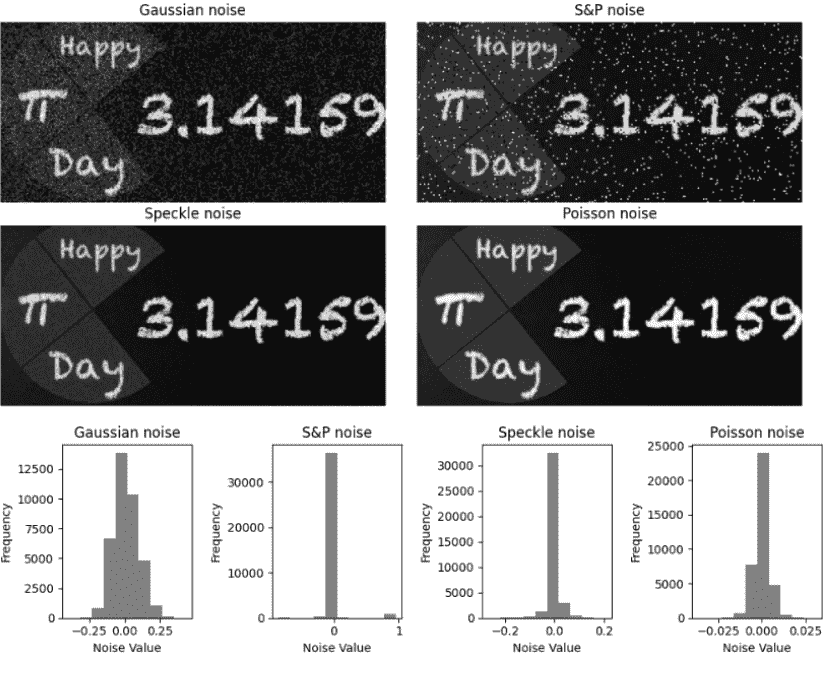 Gaussian noise
S&P noise
Happy
π 3.14159
Day
Happy
π 3.14159
Day
Speckle noise
Poisson noise
Happy
π 3.14159
Day
Happy
π 3.14159
Day
Gaussian noise
Frequency
12500
10000
7500
5000
2500
0
−0.25 0.00 0.25
Noise Value
S&P noise
Frequency
30000
20000
10000
0
0 1
Noise Value
Speckle noise
Frequency
30000
25000
20000
15000
10000
5000
0
−0.2 0.0 0.2
Noise Value
Poisson noise
Frequency
25000
20000
15000
10000
5000
0
−0.025 0.000 0.025
Noise Value